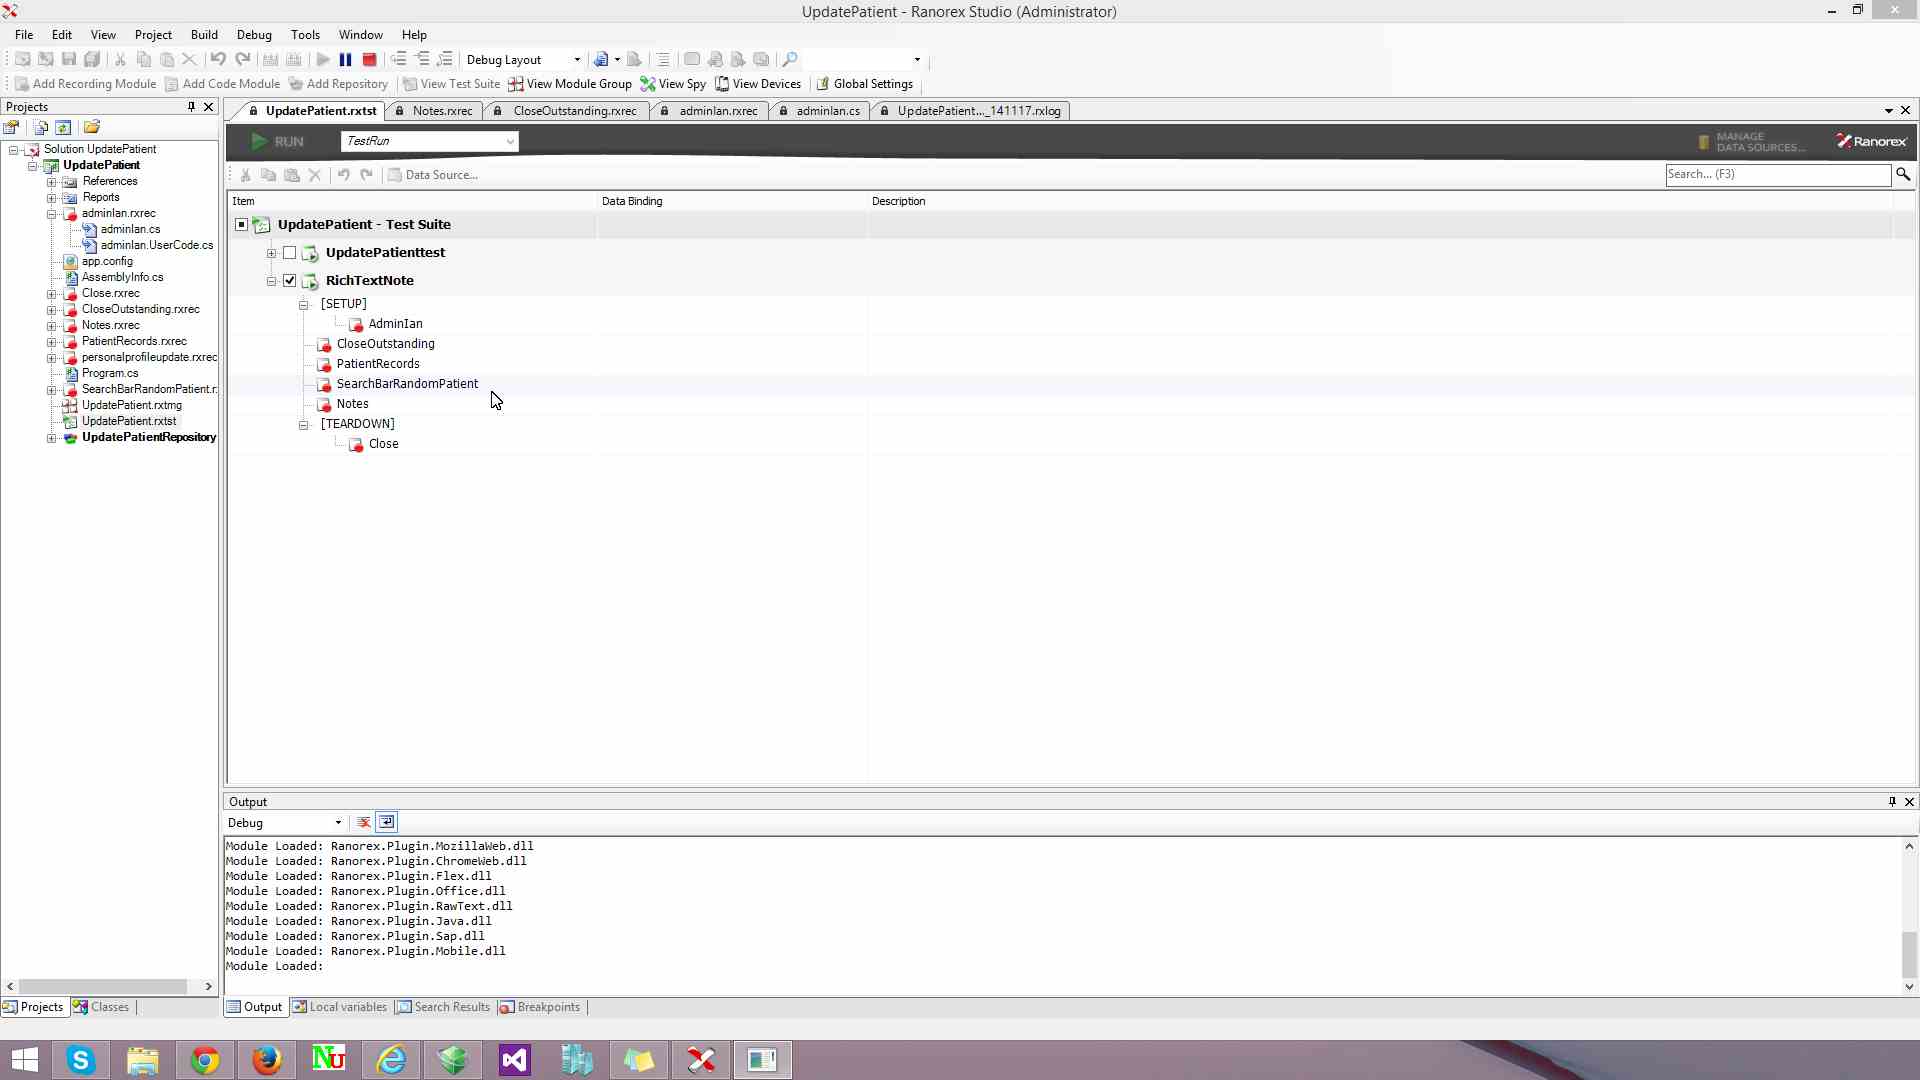 UpdatePatient - Ranorex Studio (Administrator)
File Edit View Project Build Debug Tools Window Help
Debug Layout
Add Recording Module Add Code Module Add Repository View Test Suite View Module Group View Spy View Devices Global Settings
Projects
UpdatePatient.rxtst Notes.rxrec CloseOutstanding.rxrec adminIan.rxrec adminIan.cs UpdatePatient..._141117.rxlog
RUN TestRun MANAGE DATA SOURCES... Ranorex
Data Source... Search... (F3)
Solution UpdatePatient
UpdatePatient
References
Reports
adminIan.rxrec
adminIan.cs
adminIan.UserCode.cs
app.config
AssemblyInfo.cs
Close.rxrec
CloseOutstanding.rxrec
Notes.rxrec
PatientRecords.rxrec
personalprofileupdate.rxrec
Program.cs
SearchBarRandomPatient.r
UpdatePatient.rxtmg
UpdatePatient.rxtst
UpdatePatientRepository
Item Data Binding Description
UpdatePatient - Test Suite
UpdatePatienttest
RichTextNote
[SETUP]
AdminIan
CloseOutstanding
PatientRecords
SearchBarRandomPatient
Notes
[TEARDOWN]
Close
Output
Debug
Module Loaded: Ranorex.Plugin.MozillaWeb.dll
Module Loaded: Ranorex.Plugin.ChromeWeb.dll
Module Loaded: Ranorex.Plugin.Flex.dll
Module Loaded: Ranorex.Plugin.Office.dll
Module Loaded: Ranorex.Plugin.RawText.dll
Module Loaded: Ranorex.Plugin.Java.dll
Module Loaded: Ranorex.Plugin.Sap.dll
Module Loaded: Ranorex.Plugin.Mobile.dll
Module Loaded:
Projects Classes
Output Local variables Search Results Breakpoints
Nu